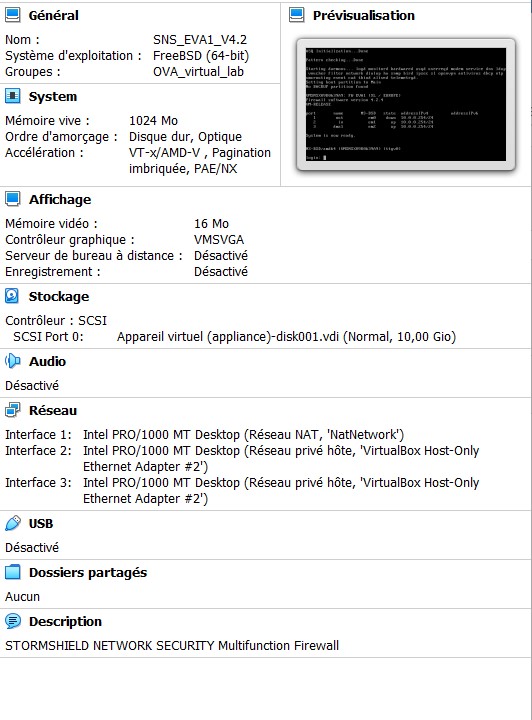 Général
Nom : SNS_EVA1_V4.2
Système d'exploitation : FreeBSD (64-bit)
Groupes : OVA_virtual_lab
System
Mémoire vive : 1024 Mo
Ordre d'amorçage : Disque dur, Optique
Accélération : VT-x/AMD-V , Pagination
imbriquée, PAE/NX
Prévisualisation
System is now ready.
login:
Affichage
Mémoire vidéo : 16 Mo
Contrôleur graphique : VMSVGA
Serveur de bureau à distance : Désactivé
Enregistrement : Désactivé
Stockage
Contrôleur : SCSI
SCSI Port 0: Appareil virtuel (appliance)-disk001.vdi (Normal, 10,00 Gio)
Audio
Désactivé
Réseau
Interface 1: Intel PRO/1000 MT Desktop (Réseau NAT, 'NatNetwork')
Interface 2: Intel PRO/1000 MT Desktop (Réseau privé hôte, 'VirtualBox Host-Only
Ethernet Adapter #2')
Interface 3: Intel PRO/1000 MT Desktop (Réseau privé hôte, 'VirtualBox Host-Only
Ethernet Adapter #2')
USB
Désactivé
Dossiers partagés
Aucun
Description
STORMSHIELD NETWORK SECURITY Multifunction Firewall